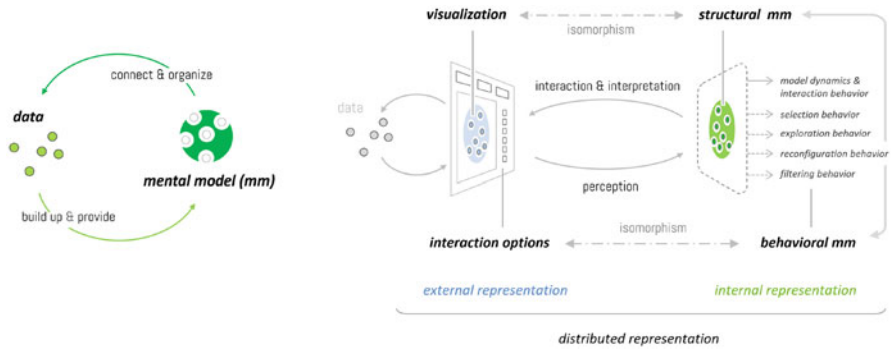 connect & organize
data
mental model (mm)
build up & provide
visualization
structural mm
isomorphism
data
interaction & interpretation
model dynamics &
interaction behavior
selection behavior
exploration behavior
reconfiguration behavior
filtering behavior
perception
interaction options
isomorphism
behavioral mm
external representation
internal representation
distributed representation